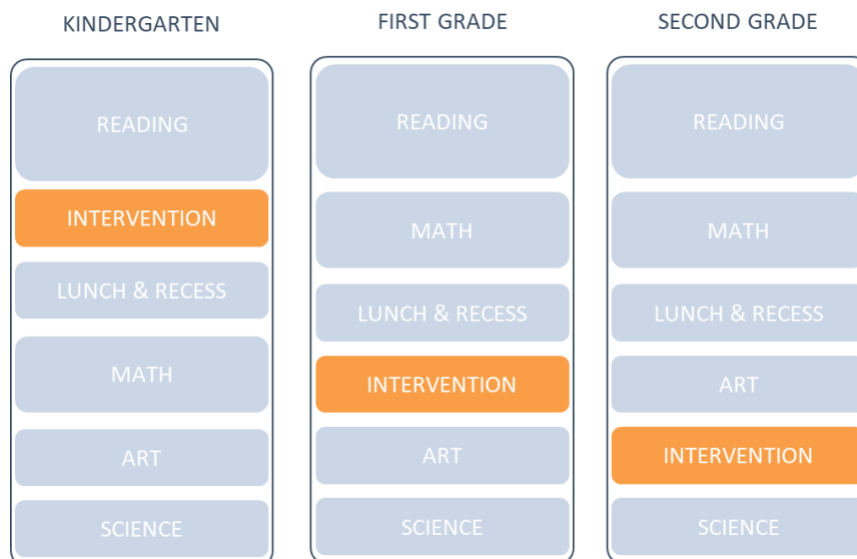 KINDERGARTEN
READING
INTERVENTION
LUNCH & RECESS
MATH
ART
SCIENCE
FIRST GRADE
READING
MATH
LUNCH & RECESS
INTERVENTION
ART
SCIENCE
SECOND GRADE
READING
MATH
LUNCH & RECESS
ART
INTERVENTION
SCIENCE